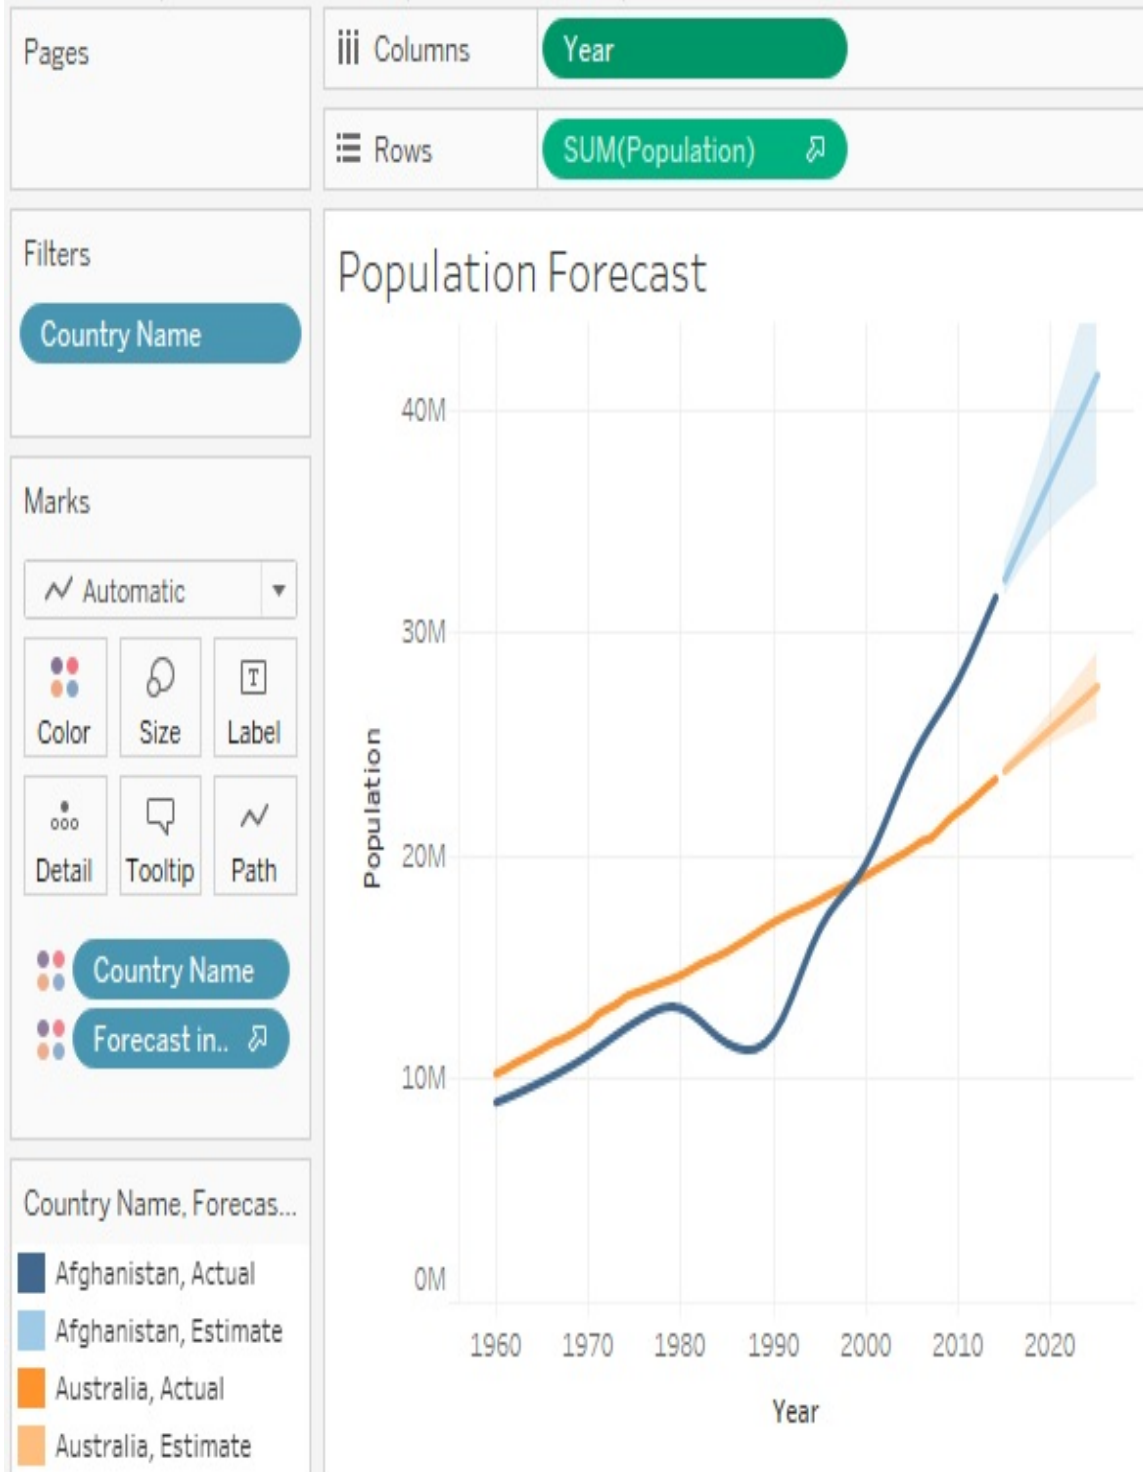 Pages
Columns
Year
Rows
SUM(Population)
Filters
Country Name
Marks
Automatic
Color
Size
T
Label
Detail
Tooltip
Path
Country Name
Forecast in..
Country Name, Forecas...
Afghanistan, Actual
Afghanistan, Estimate
Australia, Actual
Australia, Estimate
Population Forecast
Population
40M
30M
20M
10M
0M
1960 1970 1980 1990 2000 2010 2020
Year